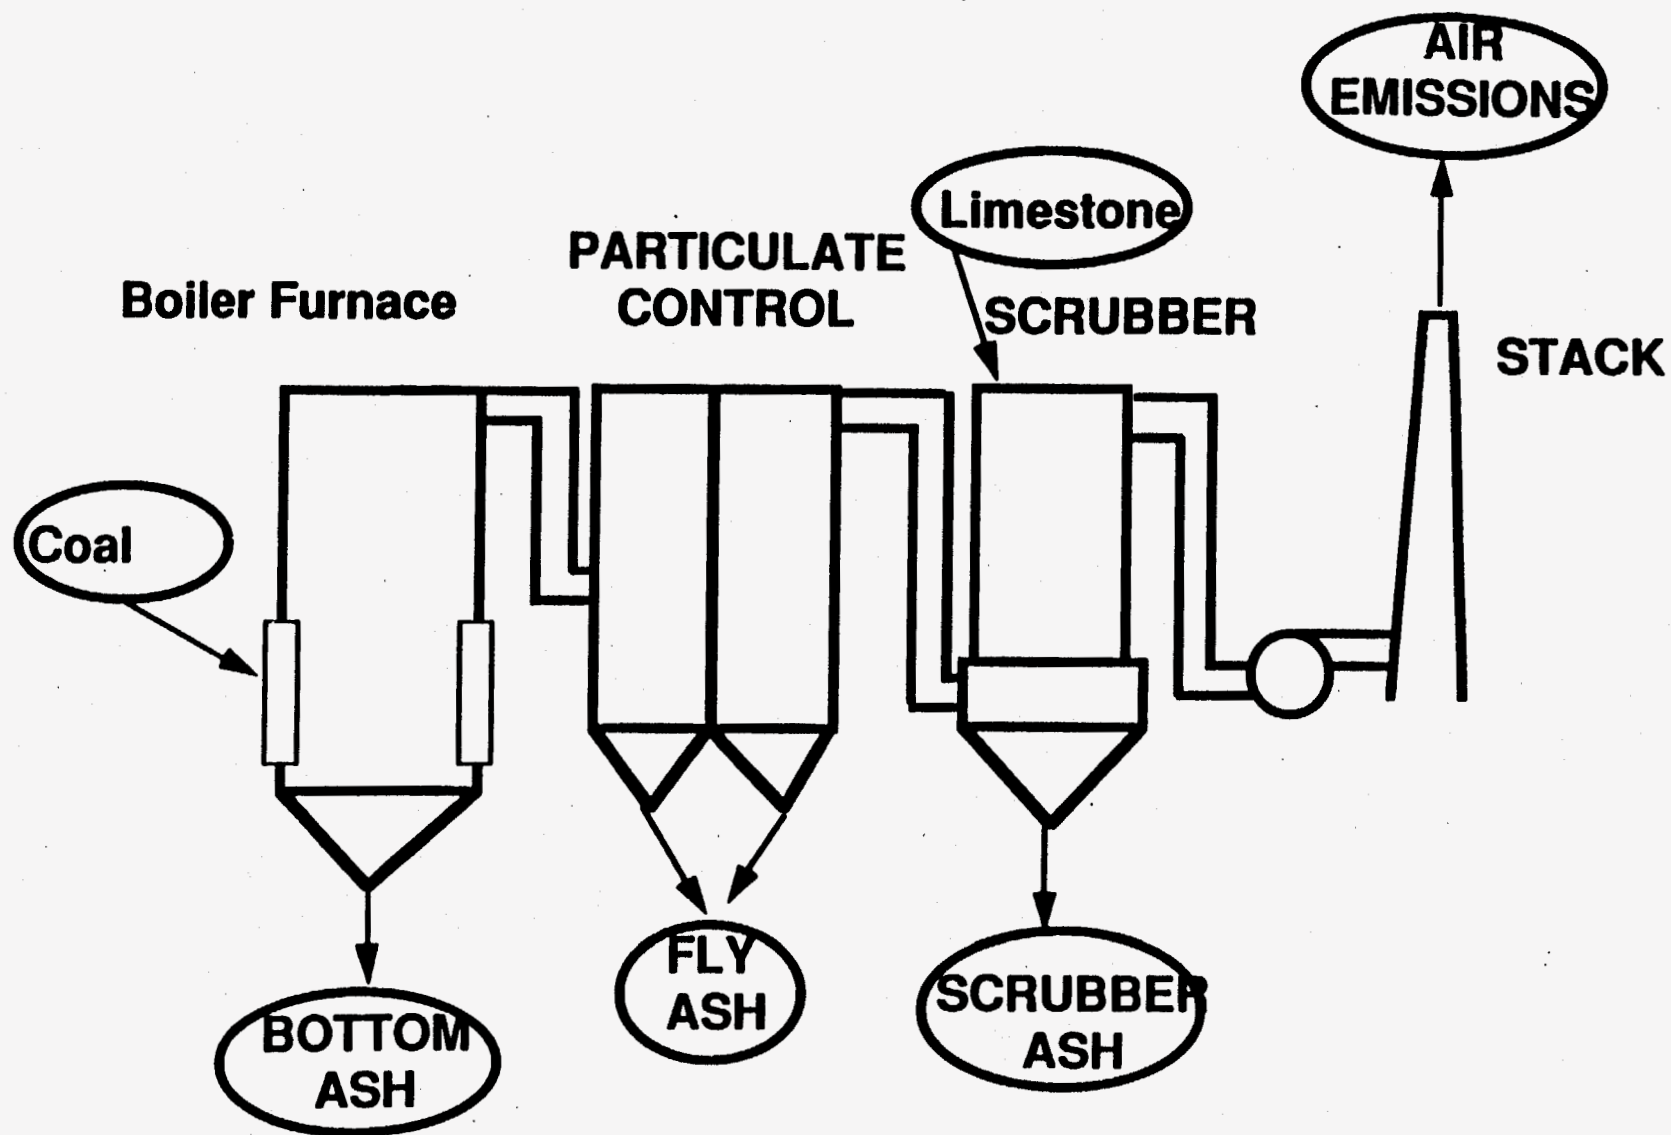 AIR
EMISSIONS
Limestone
PARTICULATE
CONTROL
Boiler Furnace
SCRUBBER
STACK
Coal
FLY
ASH
SCRUBBER
ASH
BOTTOM
ASH